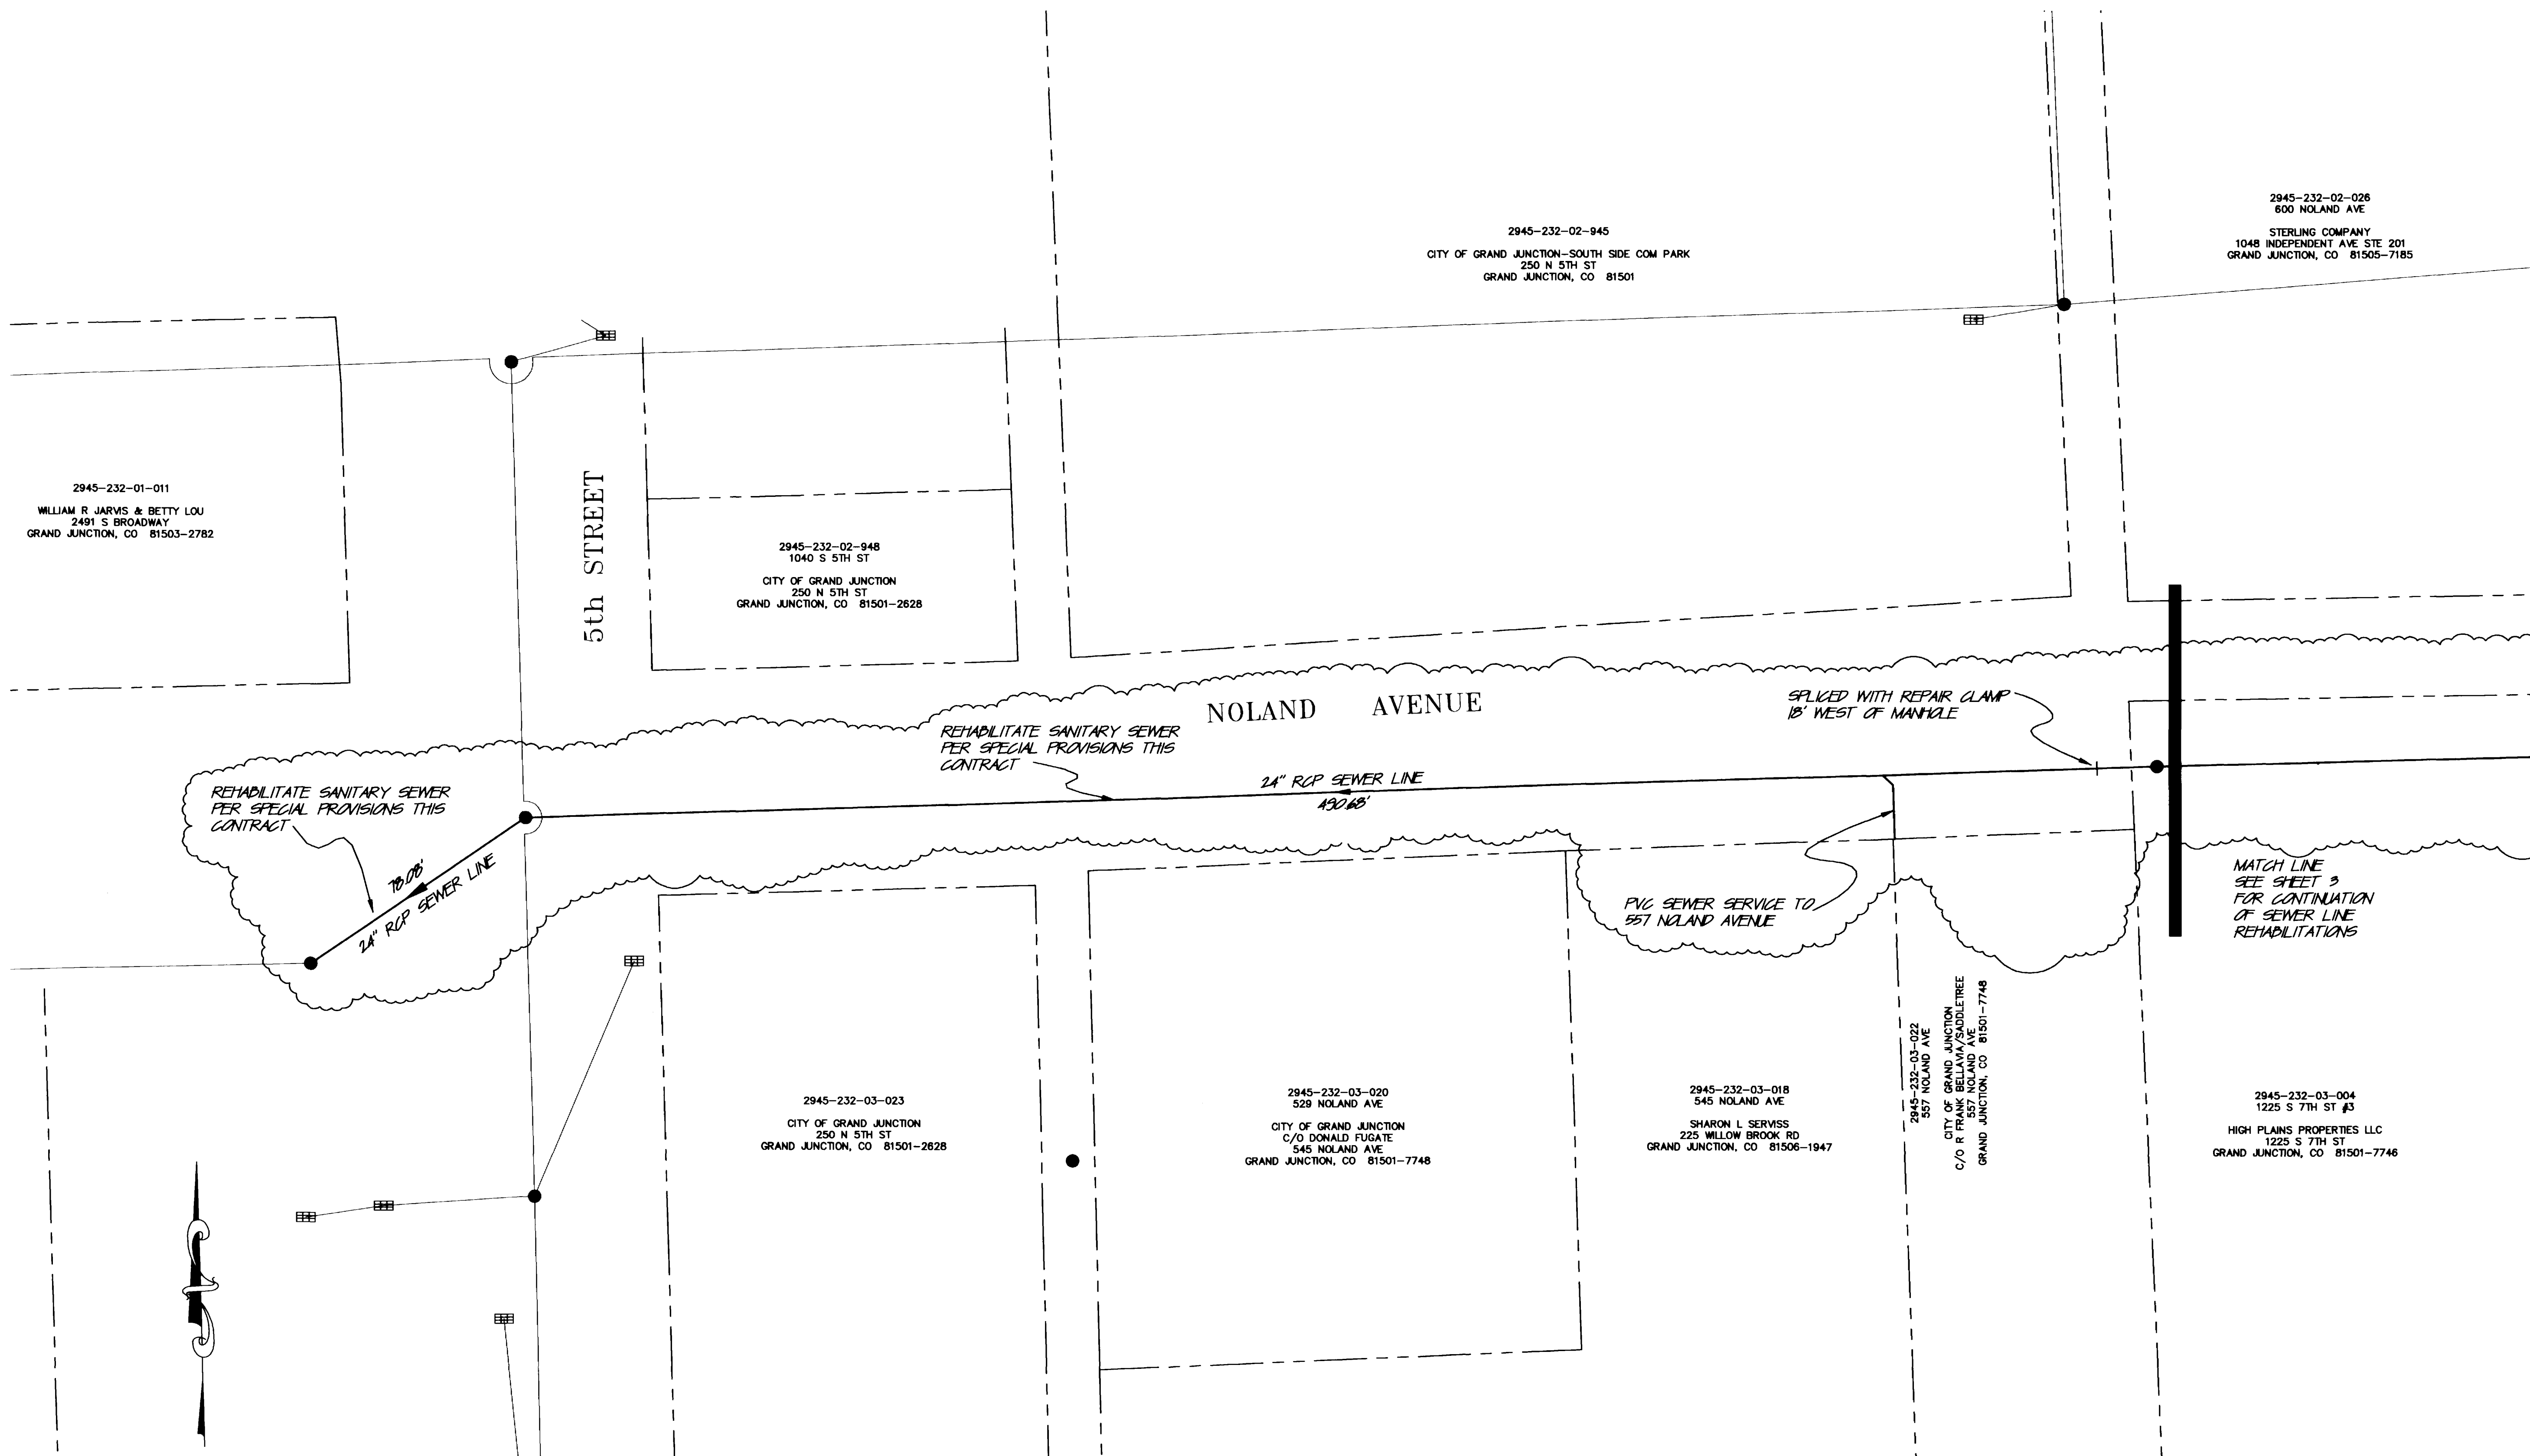 2945-232-02-026
600 NOLAND AVE
STERLING COMPANY
1048 INDEPENDENT AVE STE 201
GRAND JUNCTION, CO 81505-7185
2945-232-02-945
CITY OF GRAND JUNCTION-SOUTH SIDE COM PARK
250 N 5TH ST
GRAND JUNCTION, CO 81501
2945-232-01-011
WILLIAM R JARVIS & BETTY LOU
2491 S BROADWAY
GRAND JUNCTION, CO 81503-2782
5th STREET
2945-232-02-948
1040 S 5TH ST
CITY OF GRAND JUNCTION
250 N 5TH ST
GRAND JUNCTION, CO 81501-2628
NOLAND AVENUE
SPLICED WITH REPAIR CLAMP
18' WEST OF MANHOLE
REHABILITATE SANITARY SEWER
PER SPECIAL PROVISIONS THIS
CONTRACT
24" RCP SEWER LINE
490.68'
REHABILITATE SANITARY SEWER
PER SPECIAL PROVISIONS THIS
CONTRACT
78.08'
24" RCP SEWER LINE
PVC SEWER SERVICE TO
557 NOLAND AVENUE
MATCH LINE
SEE SHEET 3
FOR CONTINUATION
OF SEWER LINE
REHABILITATIONS
2945-232-03-023
CITY OF GRAND JUNCTION
250 N 5TH ST
GRAND JUNCTION, CO 81501-2628
2945-232-03-020
529 NOLAND AVE
CITY OF GRAND JUNCTION
C/O DONALD FUGATE
545 NOLAND AVE
GRAND JUNCTION, CO 81501-7748
2945-232-03-018
545 NOLAND AVE
SHARON L SERVISS
225 WILLOW BROOK RD
GRAND JUNCTION, CO 81506-1947
2945-232-03-022
557 NOLAND AVE
CITY OF GRAND JUNCTION
C/O R FRANK BELLAVIA/SADDLETREE
557 NOLAND AVE
GRAND JUNCTION, CO 81501-7748
2945-232-03-004
1225 S 7TH ST #3
HIGH PLAINS PROPERTIES LLC
1225 S 7TH ST
GRAND JUNCTION, CO 81501-7746